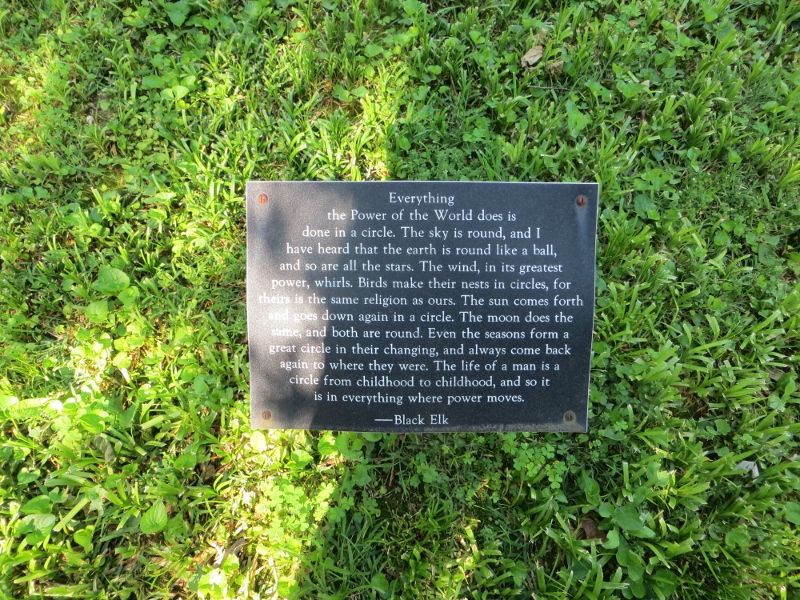 Everything
the Power of the World does is
done in a circle. The sky is round, and I
have heard that the earth is round like a ball,
and so are all the stars. The wind, in its greatest
power, whirls. Birds make their nests in circles, for
theirs is the same religion as ours. The sun comes forth
and goes down again in a circle. The moon does the
same, and both are round. Even the seasons form a
great circle in their changing, and always come back
again to where they were. The life of a man is a
circle from childhood to childhood, and so it
is in everything where power moves.
—Black Elk